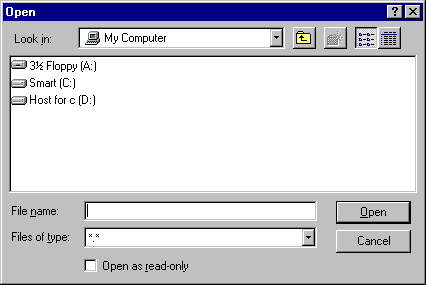 Open
Look in: My Computer
3½ Floppy (A:)
Smart (C:)
Host for c (D:)
File name: Open
Files of type: *.* Cancel
Open as read-only